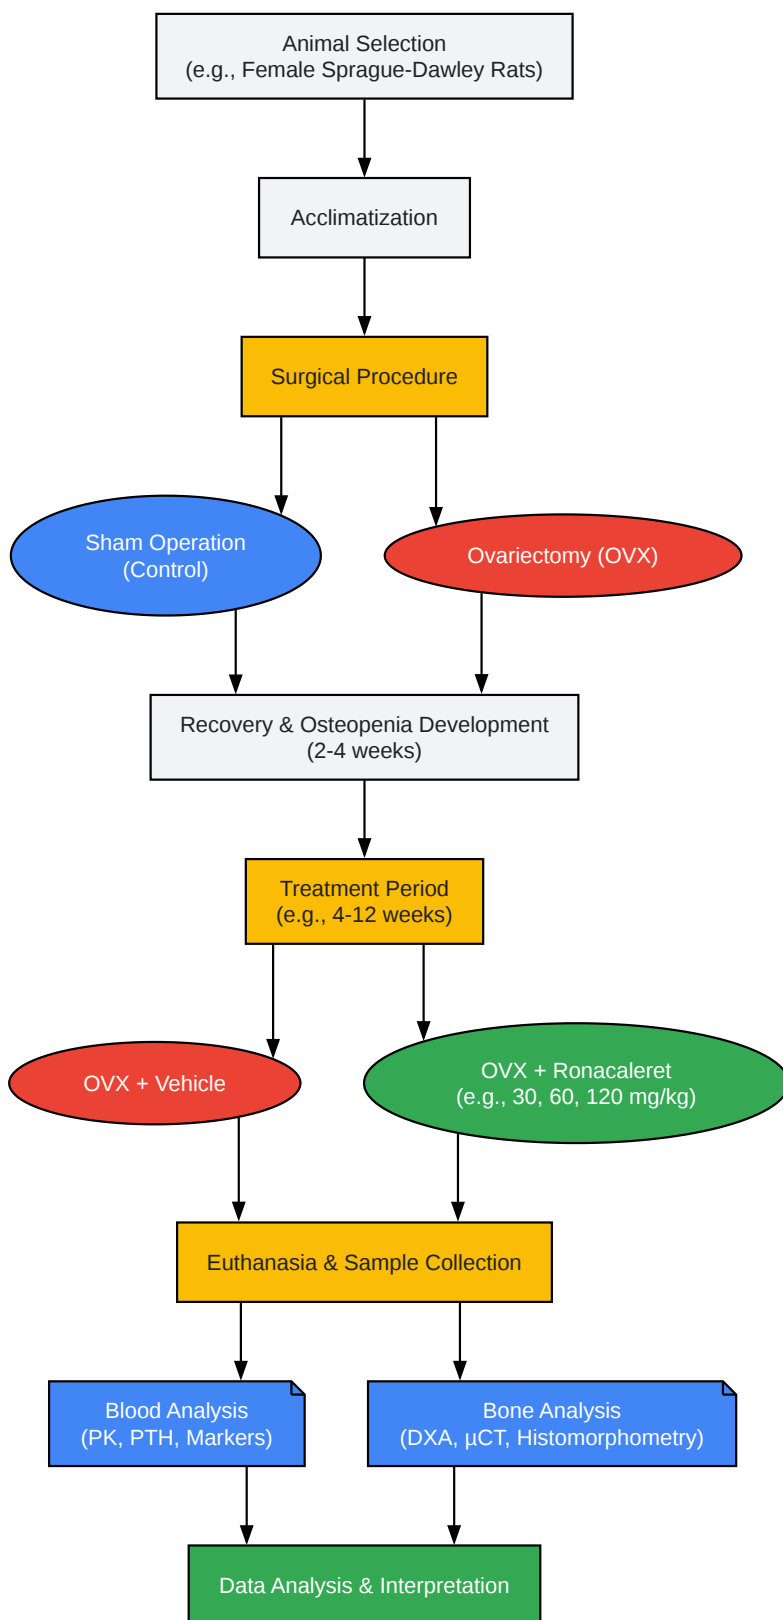 Animal Selection
(e.g., Female Sprague-Dawley Rats)
Acclimatization
Surgical Procedure
Sham Operation
(Control)
Ovariectomy (OVX)
Recovery & Osteopenia Development
(2-4 weeks)
Treatment Period
(e.g., 4-12 weeks)
OVX + Vehicle
OVX + Ronacaleret
(e.g., 30, 60, 120 mg/kg)
Euthanasia & Sample Collection
Blood Analysis
(PK, PTH, Markers)
Bone Analysis
(DXA, µCT, Histomorphometry)
Data Analysis & Interpretation